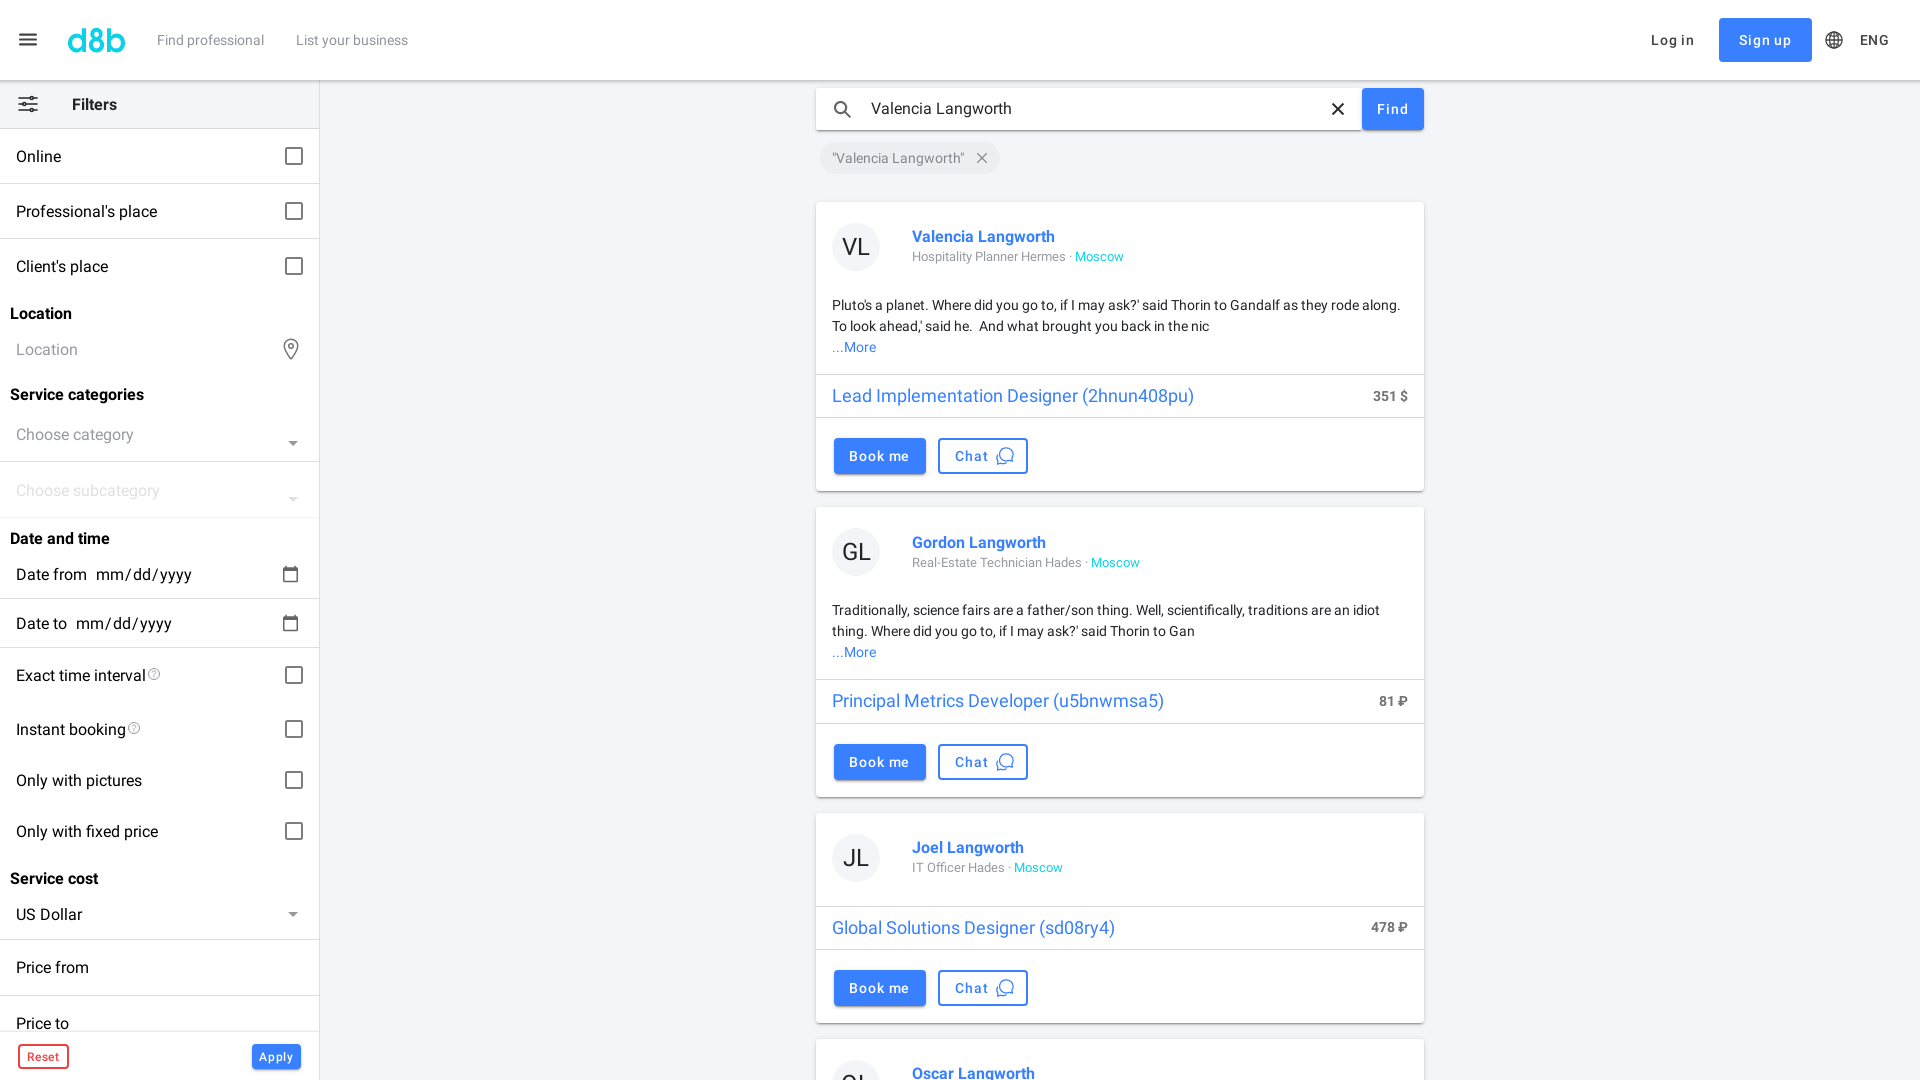 d8b
Find professional
List your business
Log in
Sign up
ENG
Filters
Online
Professional's place
Client's place
Location
Location
Service categories
Choose category
Choose subcategory
Date and time
Date from mm/dd/yyyy
Date to mm/dd/yyyy
Exact time interval
Instant booking
Only with pictures
Only with fixed price
Service cost
US Dollar
Price from
Price to
Reset
Apply
Valencia Langworth
Find
"Valencia Langworth"
VL
Valencia Langworth
Hospitality Planner Hermes · Moscow
Pluto's a planet. Where did you go to, if I may ask?' said Thorin to Gandalf as they rode along.
To look ahead,' said he.  And what brought you back in the nic
...More
Lead Implementation Designer (2hnun408pu)
351 $
Book me
Chat
GL
Gordon Langworth
Real-Estate Technician Hades · Moscow
Traditionally, science fairs are a father/son thing. Well, scientifically, traditions are an idiot
thing. Where did you go to, if I may ask?' said Thorin to Gan
...More
Principal Metrics Developer (u5bnwmsa5)
81 ₽
Book me
Chat
JL
Joel Langworth
IT Officer Hades · Moscow
Global Solutions Designer (sd08ry4)
478 ₽
Book me
Chat
OL
Oscar Langworth